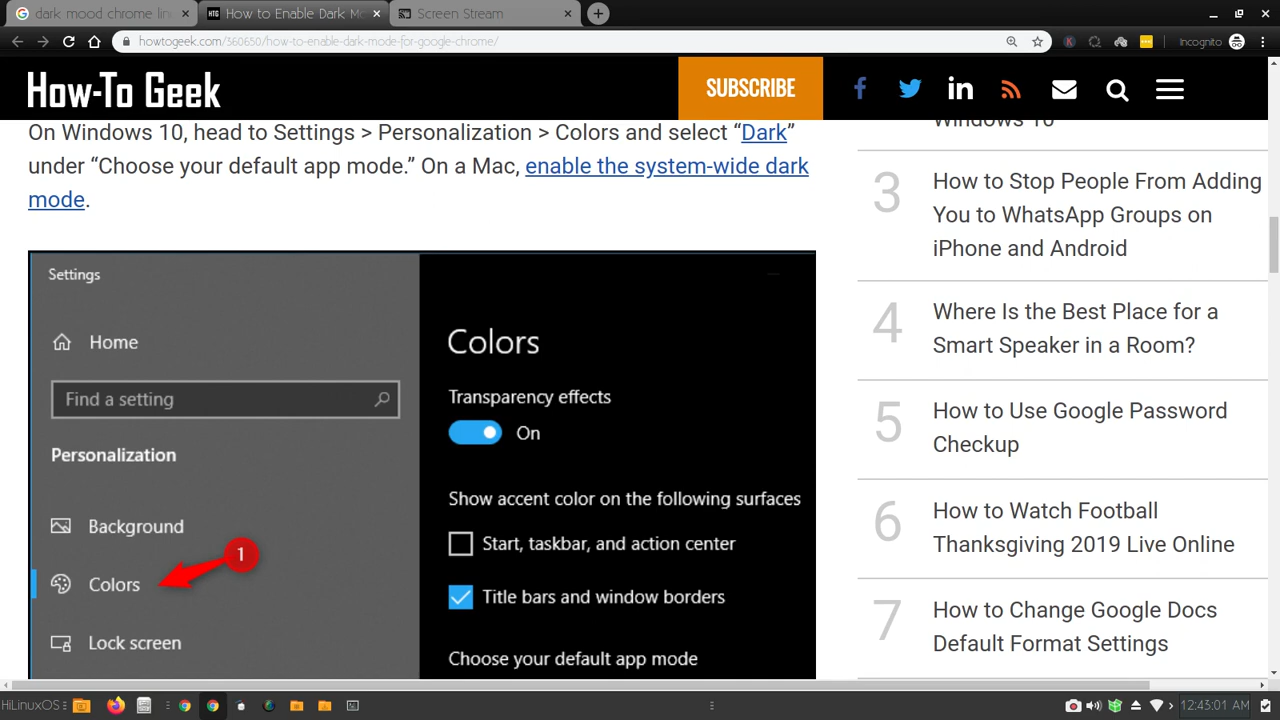 dark mood chrome lin
How to Enable Dark Mo
Screen Stream
howtogeek.com/360650/how-to-enable-dark-mode-for-google-chrome/
Incognito
How-To Geek
SUBSCRIBE
On Windows 10, head to Settings > Personalization > Colors and select “Dark”
under “Choose your default app mode.” On a Mac, enable the system-wide dark
mode.
Settings
Home
Find a setting
Personalization
Background
1
Colors
Lock screen
Colors
Transparency effects
On
Show accent color on the following surfaces
Start, taskbar, and action center
Title bars and window borders
Choose your default app mode
Windows 10
3
How to Stop People From Adding
You to WhatsApp Groups on
iPhone and Android
4
Where Is the Best Place for a
Smart Speaker in a Room?
5
How to Use Google Password
Checkup
6
How to Watch Football
Thanksgiving 2019 Live Online
7
How to Change Google Docs
Default Format Settings
HiLinuxOS
12:43:01 AM